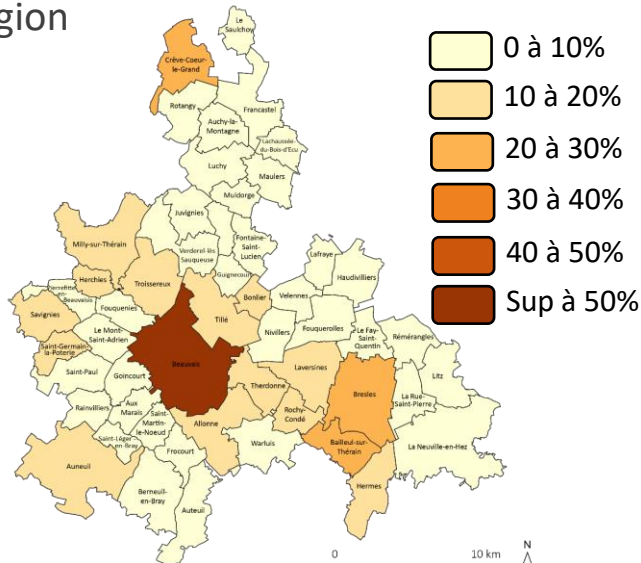 gion
0 à 10%
10 à 20%
20 à 30%
30 à 40%
40 à 50%
Sup à 50%
Le
Saulchoy
Crève-Coeur-
le-Grand
Rotangy
Francastel
Auchy-la-
Montagne
Lachaussée-
du-Bois-d'Ecu
Luchy
Maulers
Muidorge
Juvignies
Milly-sur-Thérain
Verderel-lès
Sauqueuse
Fontaine-
Saint-
Lucien
Lafraye
Haudivilliers
Guignecourt
Herchies
Troissereux
Pierrefitte-
en-
Beauvaisis
Bonlier
Velennes
Savignies
Fouquenies
Tillé
Nivillers
Fouquerolles
Le Fay-
Saint-
Quentin
Rémérangles
Le Mont-
Saint-Adrien
Saint-Germain-
la-Poterie
Saint-Paul
Goincourt
Beauvais
Laversines
Therdonne
Bresles
Litz
La Rue-
Saint-Pierre
Rainvilliers
Aux
Marais
Saint-
Martin-
le-Noeud
Rochy-
Condé
Allonne
Saint-Léger-
en-Bray
Warluis
Bailleul-sur-
Thérain
La Neuville-en-Hez
Frocourt
Auneuil
Berneuil-
en-Bray
Auteuil
Hermes
0
10 km
N